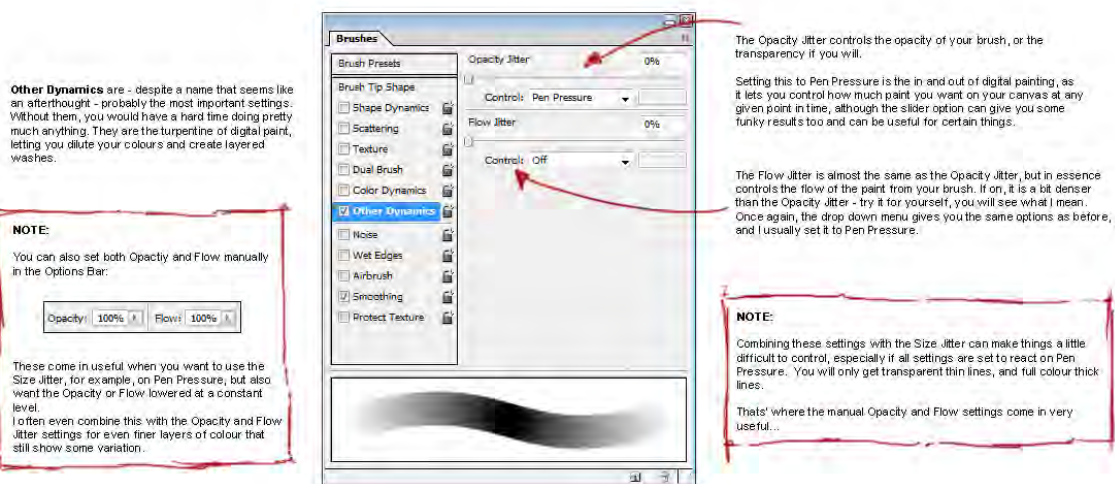 Other Dynamics are - despite a name that seems like
an afterthought - probably the most important settings.
Without them, you would have a hard time doing pretty
much anything. They are the turpentine of digital paint,
letting you dilute your colours and create layered
washes.
NOTE:
You can also set both Opactiy and Flow manually
in the Options Bar:
Opacity: 100% Flow: 100%
These come in useful when you want to use the
Size Jitter, for example, on Pen Pressure, but also
want the Opacity or Flow lowered at a constant
level.
I often even combine this with the Opacity and Flow
Jitter settings for even finer layers of colour that
still show some variation.
Brushes
Brush Presets
Brush Tip Shape
Shape Dynamics
Scattering
Texture
Dual Brush
Color Dynamics
Other Dynamics
Noise
Wet Edges
Airbrush
Smoothing
Protect Texture
Opacity Jitter 0%
Control: Pen Pressure
Flow Jitter 0%
Control: Off
The Opacity Jitter controls the opacity of your brush, or the
transparency if you will.
Setting this to Pen Pressure is the in and out of digital painting, as
it lets you control how much paint you want on your canvas at any
given point in time, although the slider option can give you some
funky results too and can be useful for certain things.
The Flow Jitter is almost the same as the Opacity Jitter, but in essence
controls the flow of the paint from your brush. If on, it is a bit denser
than the Opacity Jitter - try it for yourself, you will see what I mean.
Once again, the drop down menu gives you the same options as before,
and I usually set it to Pen Pressure.
NOTE:
Combining these settings with the Size Jitter can make things a little
difficult to control, especially if all settings are set to react on Pen
Pressure. You will only get transparent thin lines, and full colour thick
lines.
Thats' where the manual Opacity and Flow settings come in very
useful...